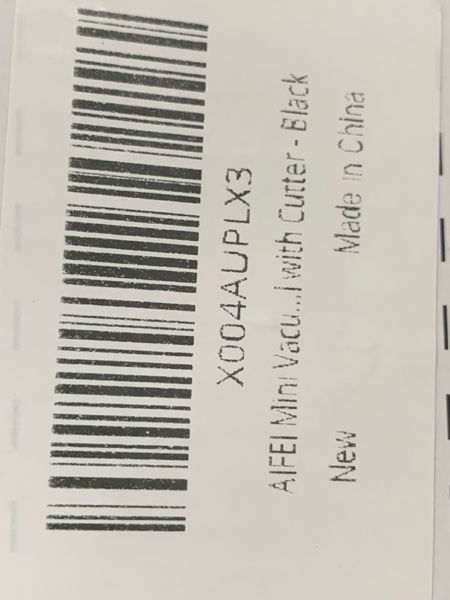 X004AUPLX3
AIFEI Mini Vacu...l with Cutter - Black
New
Made in China